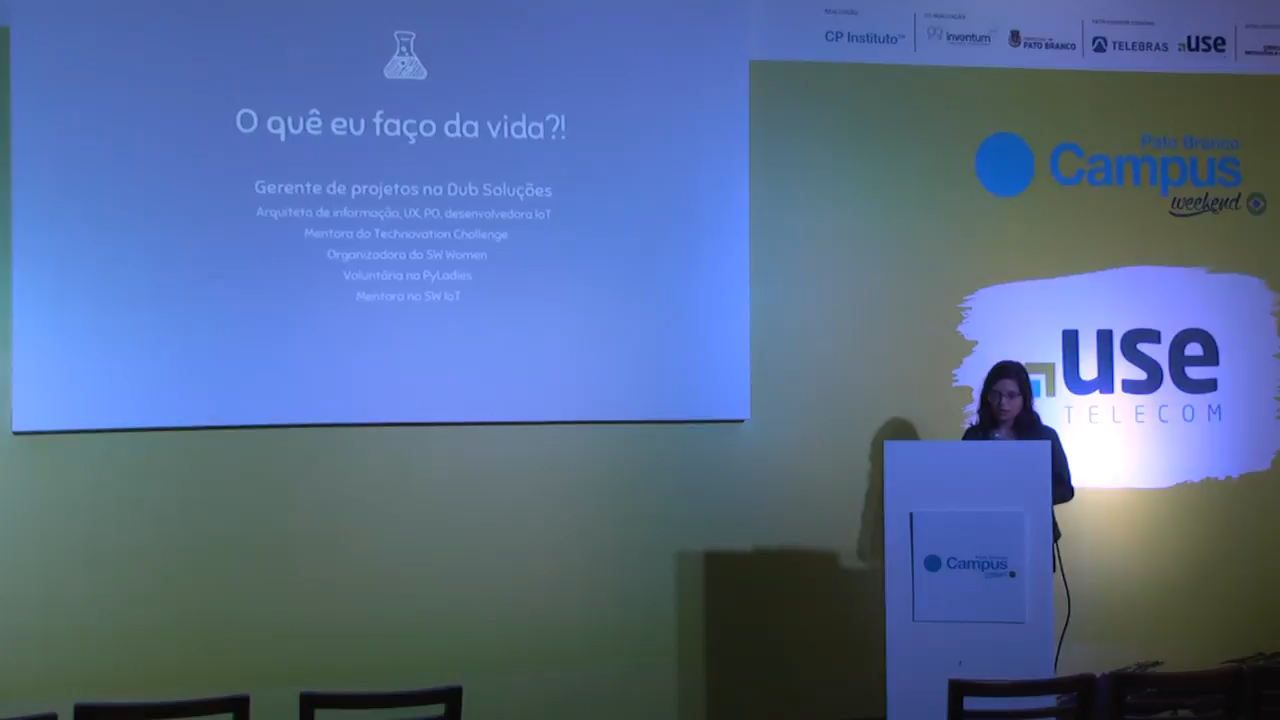 O quê eu faço da vida?!
Gerente de projetos na Dub Soluções
Arquiteta de informação, UX, PO, desenvolvedora IoT
Mentora do Technovation Challenge
Organizadora do SW Women
Voluntária na PyLadies
Mentora no SW IoT
REALIZAÇÃO
CP Instituto
inventum
PATO BRANCO
TELEBRAS
use
Pato Branco
Campus
weekend
use
TELECOM
Campus